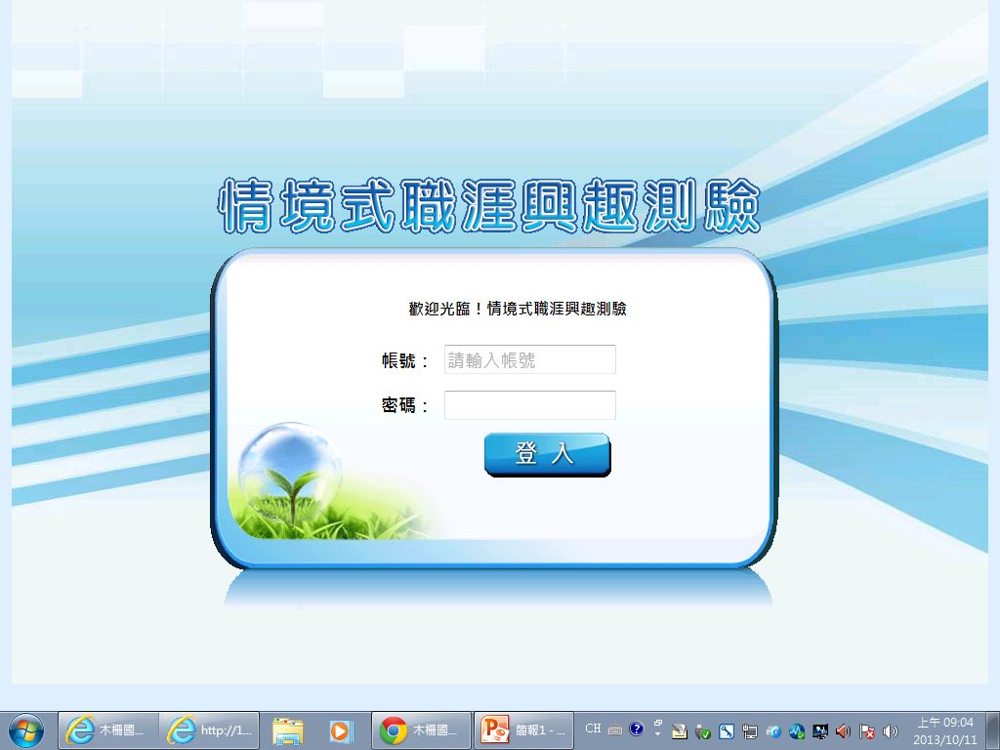 情境式職涯興趣測驗
歡迎光臨！情境式職涯興趣測驗
帳號： 請輸入帳號
密碼：
登 入
木柵國... http://1... 木柵國... 簡報1 - ... CH 上午 09:04
2013/10/11